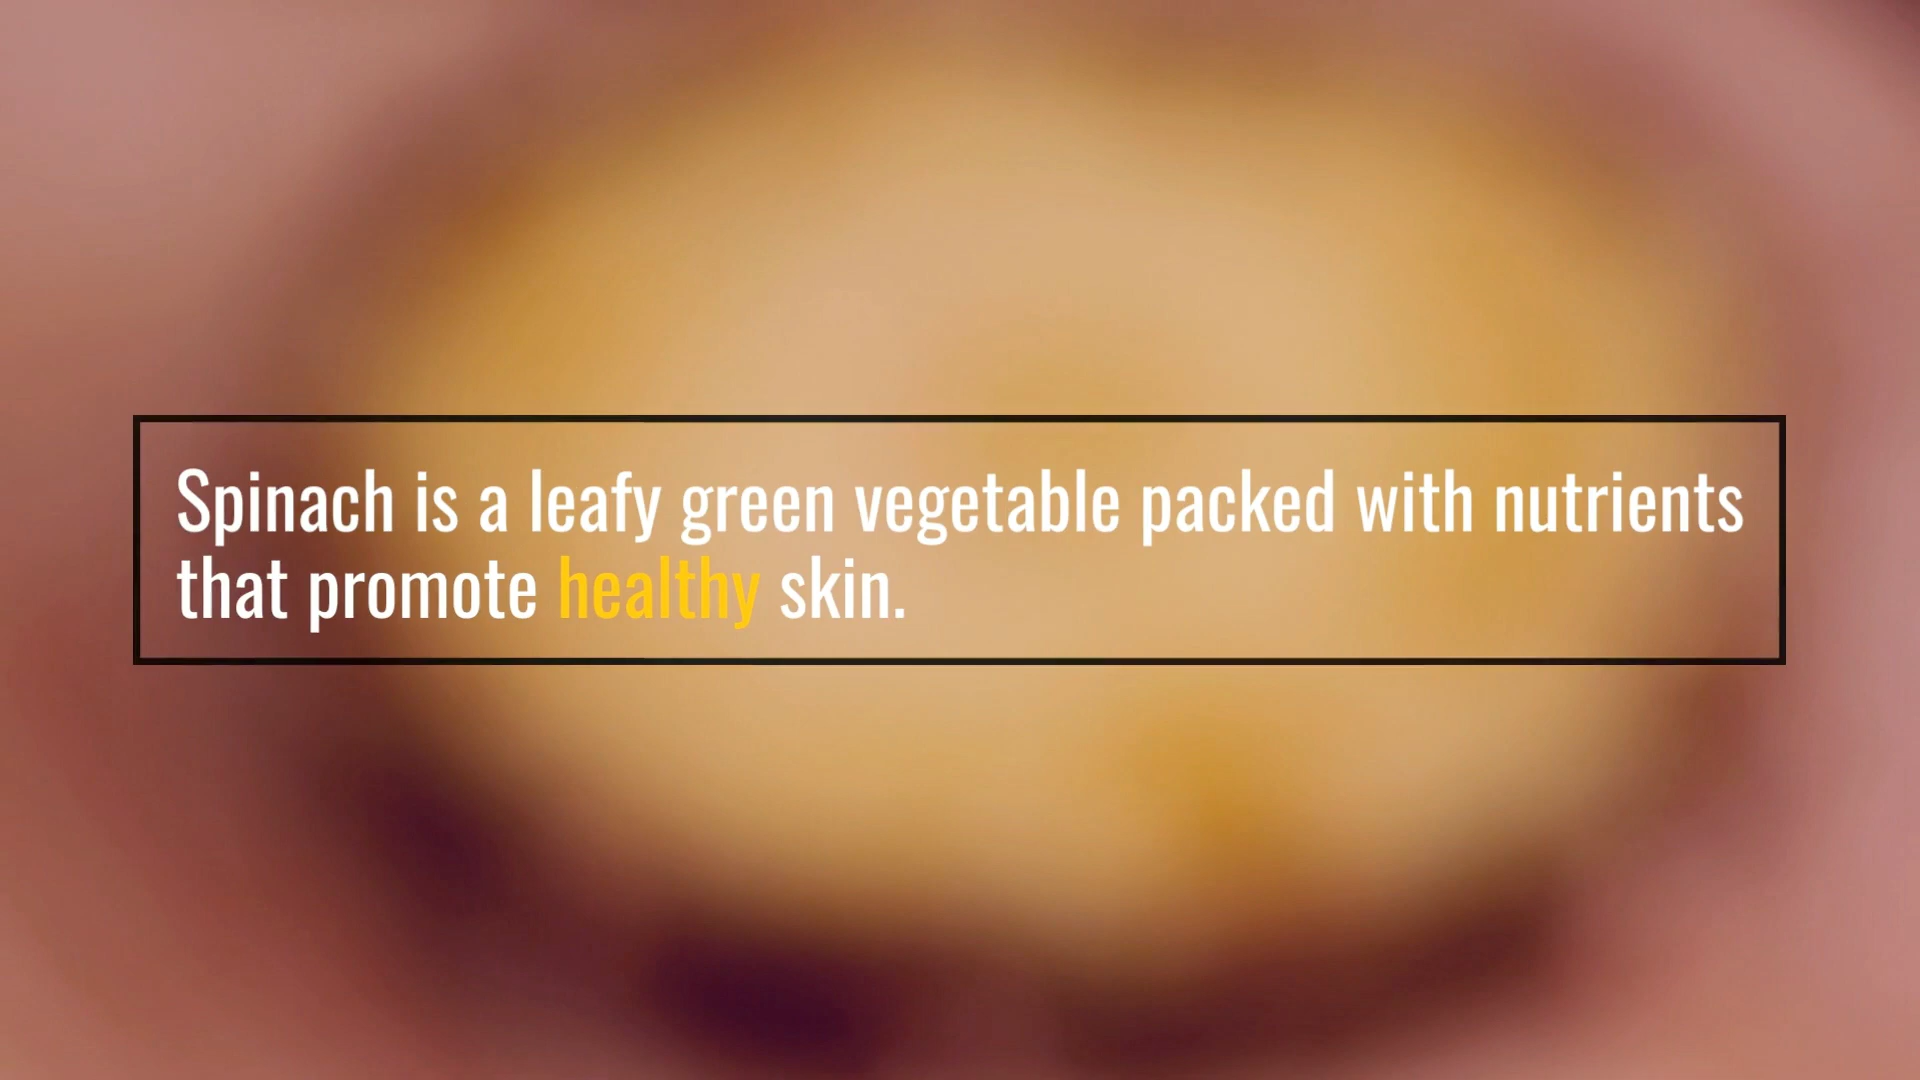 Spinach is a leafy green vegetable packed with nutrients
that promote healthy skin.